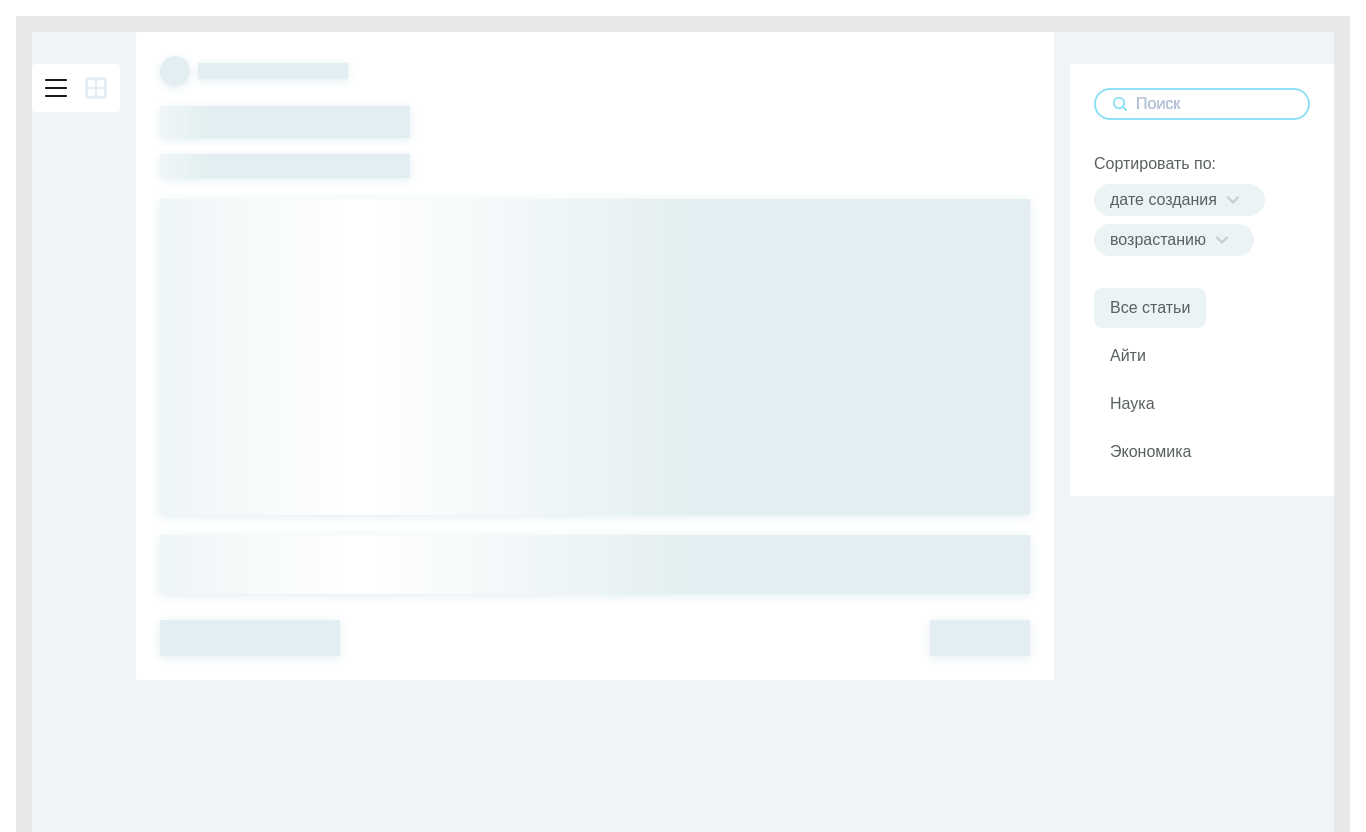 Поиск
Сортировать по:
дате создания
возрастанию
Все статьи
Айти
Наука
Экономика